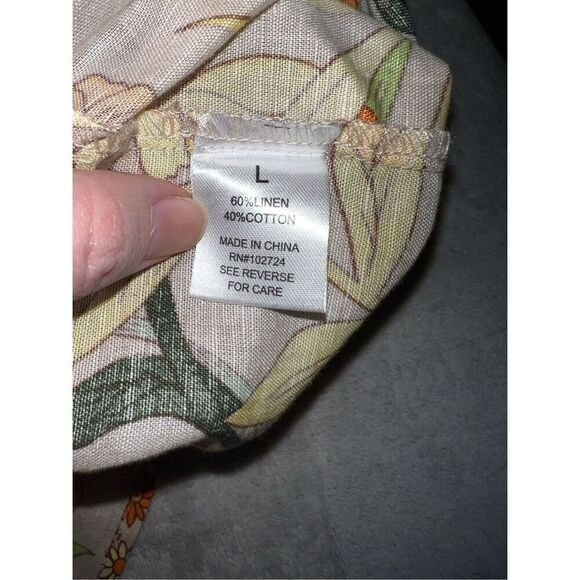 L
60%LINEN
40%COTTON
MADE IN CHINA
RN#102724
SEE REVERSE
FOR CARE